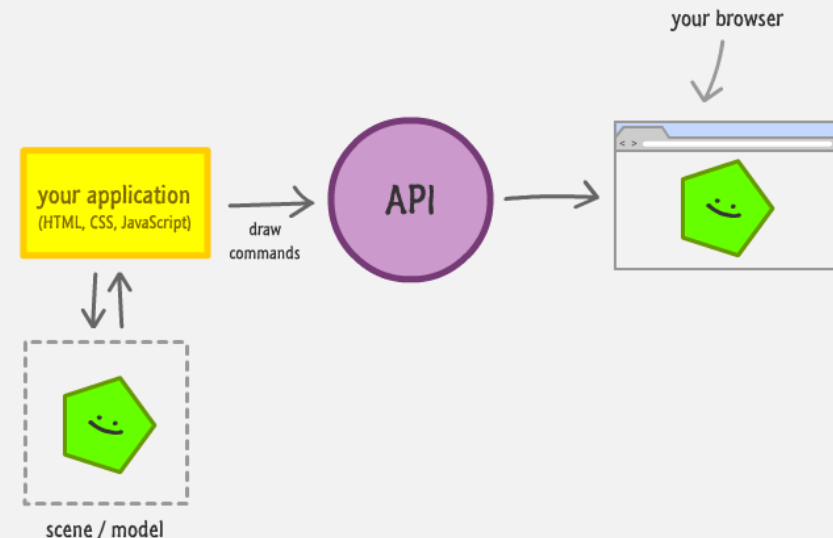 your browser
< >
your application
(HTML, CSS, JavaScript)
API
draw
commands
scene / model